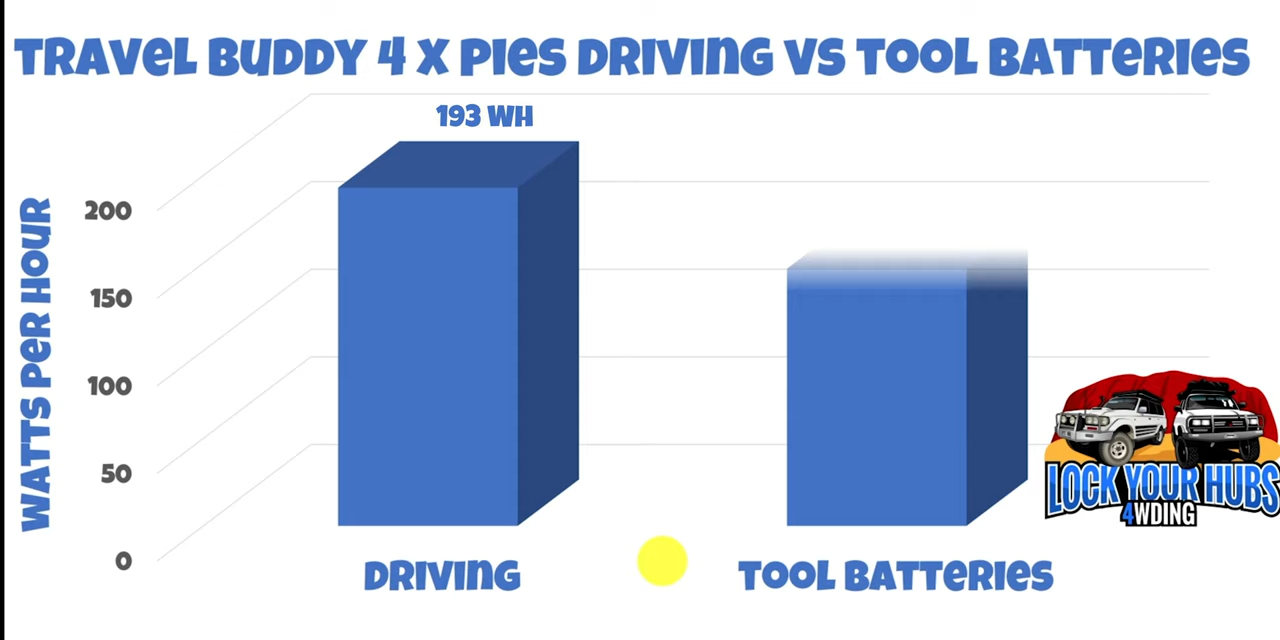 TRAVEL BUDDY 4 X PIES DRIVING VS TOOL BATTERIES
193 WH
WATTS PER HOUR
200
150
100
50
0
DRIVING
TOOL BATTERIES
LOCK YOUR HUBS
4WDING